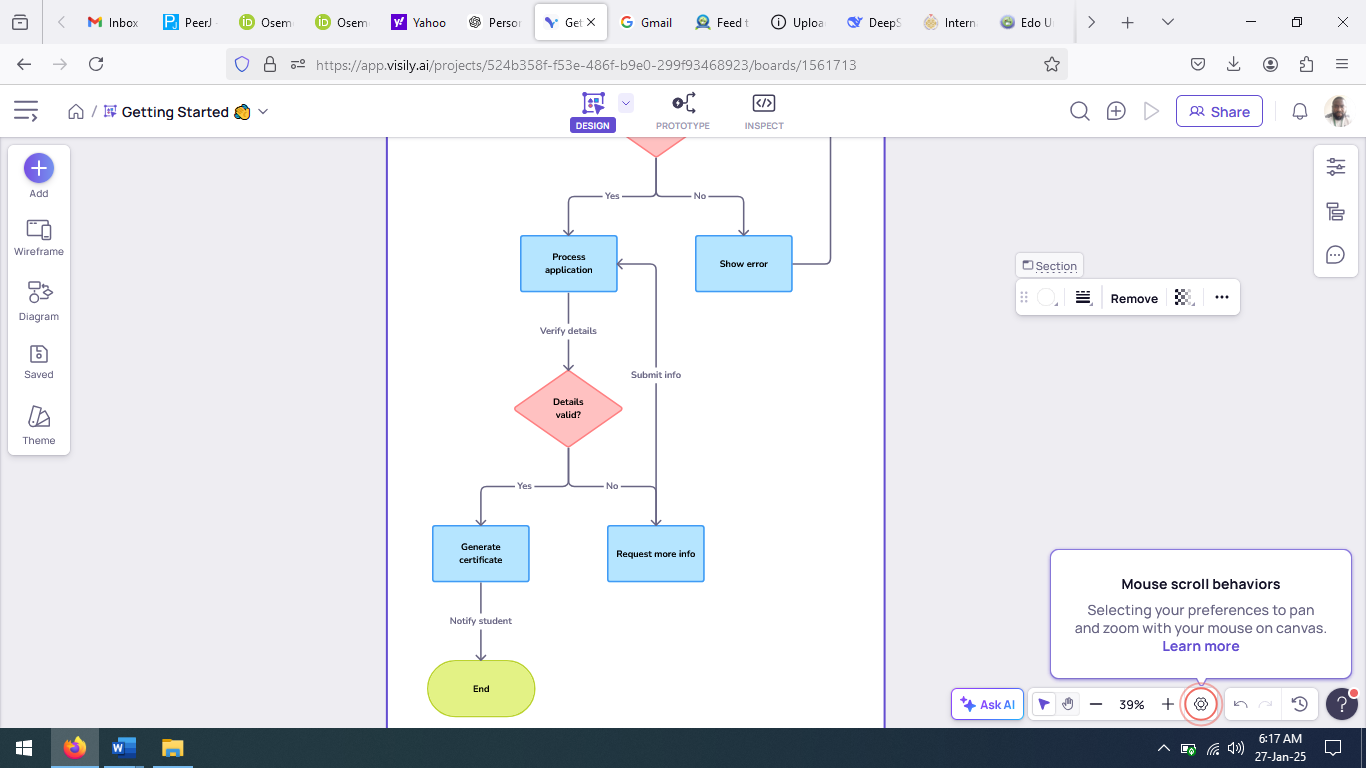 Inbox
PeerJ
Osem
Osem
Yahoo
Person
Get
Gmail
Feed t
Uploa
DeepS
Intern
Edo U
https://app.visily.ai/projects/524b358f-f53e-486f-b9e0-299f93468923/boards/1561713
/ Getting Started
DESIGN
PROTOTYPE
INSPECT
Share
Add
Wireframe
Diagram
Saved
Theme
Yes
No
Process
application
Show error
Section
Remove
Verify details
Submit info
Details
valid?
Yes
No
Generate
certificate
Request more info
Notify student
End
Mouse scroll behaviors
Selecting your preferences to pan
and zoom with your mouse on canvas.
Learn more
Ask AI
39%
?
6:17 AM
27-Jan-25